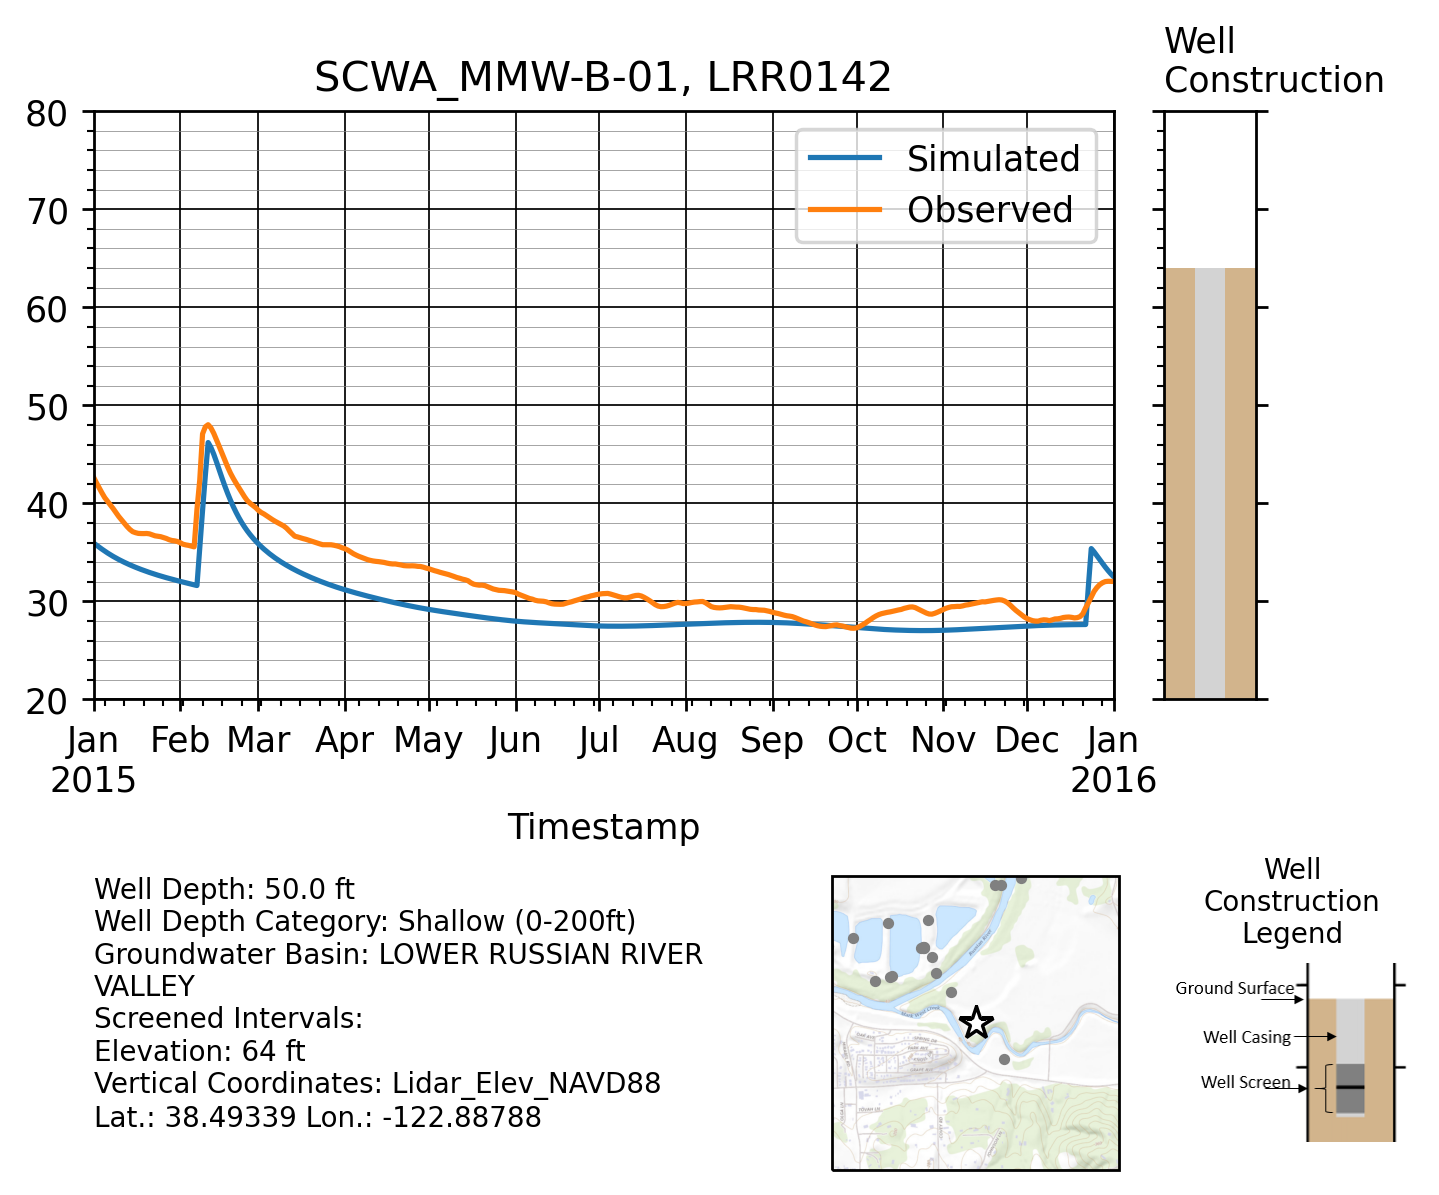 Well
Construction
SCWA_MMW-B-01, LRR0142
80
70
60
50
40
30
20
Simulated
Observed
Jan
2015
Feb
Mar
Apr
May
Jun
Jul
Aug
Sep
Oct
Nov
Dec
Jan
2016
Timestamp
Well Depth: 50.0 ft
Well Depth Category: Shallow (0-200ft)
Groundwater Basin: LOWER RUSSIAN RIVER
VALLEY
Screened Intervals:
Elevation: 64 ft
Vertical Coordinates: Lidar_Elev_NAVD88
Lat.: 38.49339 Lon.: -122.88788
Well
Construction
Legend
Ground Surface
Well Casing
Well Screen